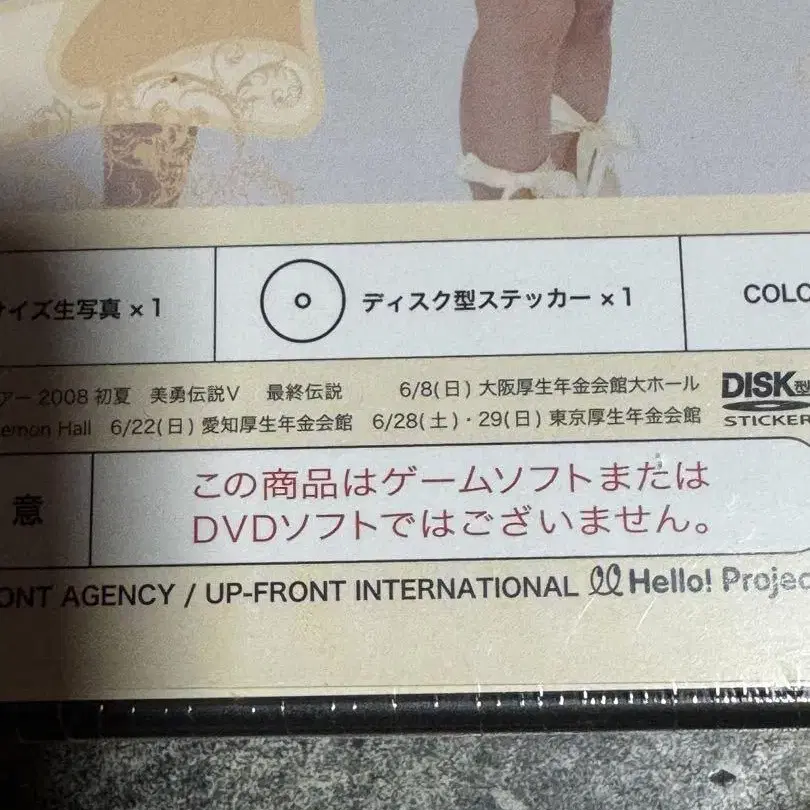 サイズ生写真 ×1
ディスク型ステッカー ×1
COLO
アー 2008 初夏 美勇伝説Ⅴ 最終伝説 6/8(日) 大阪厚生年金会館大ホール
emon Hall 6/22(日) 愛知厚生年金会館 6/28(土)・29(日) 東京厚生年金会館
DISK型
STICKER
意
この商品はゲームソフトまたは
DVDソフトではございません。
ONT AGENCY / UP-FRONT INTERNATIONAL Hello! Projec